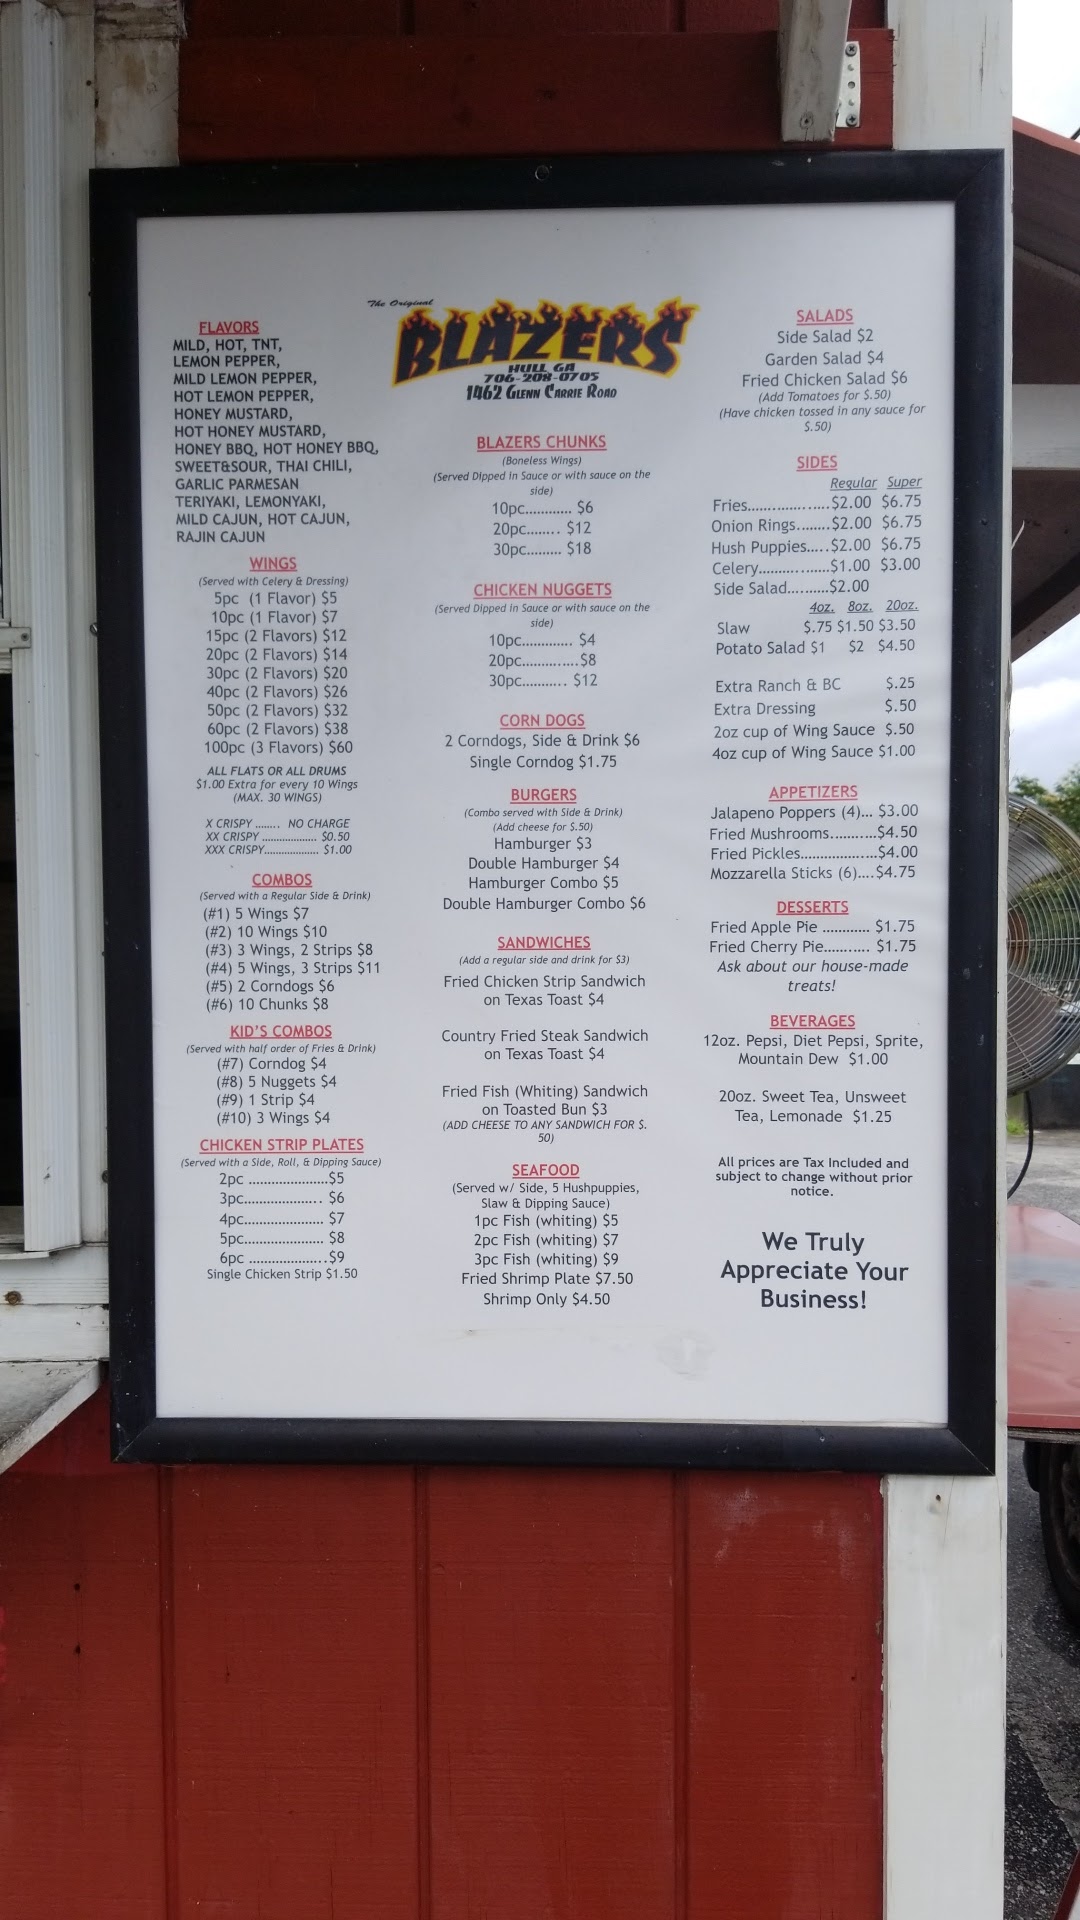 The Original
BLAZERS
HULL GA
706-208-0705
1462 Glenn Carrie Road
FLAVORS
MILD, HOT, TNT,
LEMON PEPPER,
MILD LEMON PEPPER,
HOT LEMON PEPPER,
HONEY MUSTARD,
HOT HONEY MUSTARD,
HONEY BBQ, HOT HONEY BBQ,
SWEET&SOUR, THAI CHILI,
GARLIC PARMESAN
TERIYAKI, LEMONYAKI,
MILD CAJUN, HOT CAJUN,
RAJIN CAJUN
WINGS
(Served with Celery & Dressing)
5pc (1 Flavor) $5
10pc (1 Flavor) $7
15pc (2 Flavors) $12
20pc (2 Flavors) $14
30pc (2 Flavors) $20
40pc (2 Flavors) $26
50pc (2 Flavors) $32
60pc (2 Flavors) $38
100pc (3 Flavors) $60
ALL FLATS OR ALL DRUMS
$1.00 Extra for every 10 Wings
(MAX. 30 WINGS)
X CRISPY ........ NO CHARGE
XX CRISPY ................... $0.50
XXX CRISPY................... $1.00
COMBOS
(Served with a Regular Side & Drink)
(#1) 5 Wings $7
(#2) 10 Wings $10
(#3) 3 Wings, 2 Strips $8
(#4) 5 Wings, 3 Strips $11
(#5) 2 Corndogs $6
(#6) 10 Chunks $8
KID'S COMBOS
(Served with half order of Fries & Drink)
(#7) Corndog $4
(#8) 5 Nuggets $4
(#9) 1 Strip $4
(#10) 3 Wings $4
CHICKEN STRIP PLATES
(Served with a Side, Roll, & Dipping Sauce)
2pc ....................$5
3pc.................... $6
4pc..................... $7
5pc..................... $8
6pc ....................$9
Single Chicken Strip $1.50
BLAZERS CHUNKS
(Boneless Wings)
(Served Dipped in Sauce or with sauce on the
side)
10pc............ $6
20pc........ $12
30pc......... $18
CHICKEN NUGGETS
(Served Dipped in Sauce or with sauce on the
side)
10pc............ $4
20pc..............$8
30pc........... $12
CORN DOGS
2 Corndogs, Side & Drink $6
Single Corndog $1.75
BURGERS
(Combo served with Side & Drink)
(Add cheese for $.50)
Hamburger $3
Double Hamburger $4
Hamburger Combo $5
Double Hamburger Combo $6
SANDWICHES
(Add a regular side and drink for $3)
Fried Chicken Strip Sandwich
on Texas Toast $4
Country Fried Steak Sandwich
on Texas Toast $4
Fried Fish (Whiting) Sandwich
on Toasted Bun $3
(ADD CHEESE TO ANY SANDWICH FOR $.
50)
SEAFOOD
(Served w/ Side, 5 Hushpuppies,
Slaw & Dipping Sauce)
1pc Fish (whiting) $5
2pc Fish (whiting) $7
3pc Fish (whiting) $9
Fried Shrimp Plate $7.50
Shrimp Only $4.50
SALADS
Side Salad $2
Garden Salad $4
Fried Chicken Salad $6
(Add Tomatoes for $.50)
(Have chicken tossed in any sauce for
$.50)
SIDES
Regular Super
Fries..................$2.00 $6.75
Onion Rings........$2.00 $6.75
Hush Puppies.....$2.00 $6.75
Celery................$1.00 $3.00
Side Salad..........$2.00
4oz. 8oz. 20oz.
Slaw $.75 $1.50 $3.50
Potato Salad $1 $2 $4.50
Extra Ranch & BC $.25
Extra Dressing $.50
2oz cup of Wing Sauce $.50
4oz cup of Wing Sauce $1.00
APPETIZERS
Jalapeno Poppers (4)... $3.00
Fried Mushrooms..........$4.50
Fried Pickles.................$4.00
Mozzarella Sticks (6)....$4.75
DESSERTS
Fried Apple Pie ............ $1.75
Fried Cherry Pie........... $1.75
Ask about our house-made
treats!
BEVERAGES
12oz. Pepsi, Diet Pepsi, Sprite,
Mountain Dew $1.00
20oz. Sweet Tea, Unsweet
Tea, Lemonade $1.25
All prices are Tax Included and
subject to change without prior
notice.
We Truly
Appreciate Your
Business!